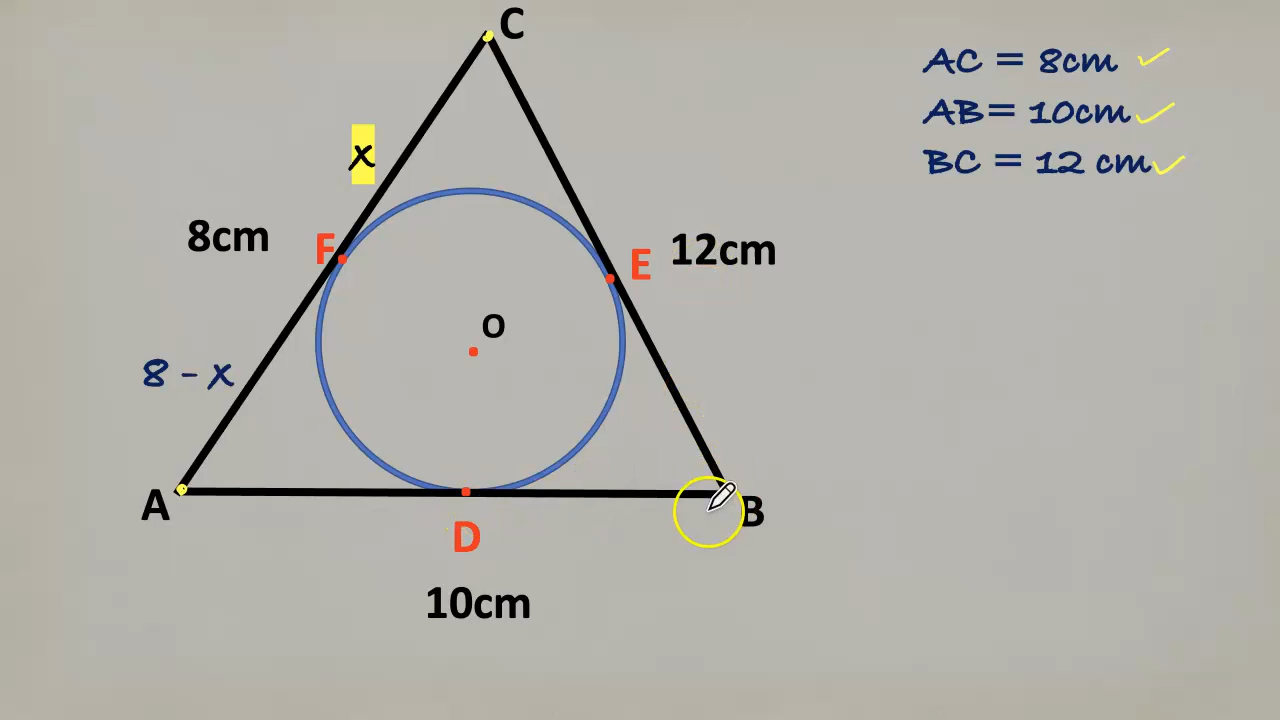 C
AC = 8cm
AB = 10cm
BC = 12 cm
x
8cm
F
E
12cm
O
8 - x
A
B
D
10cm